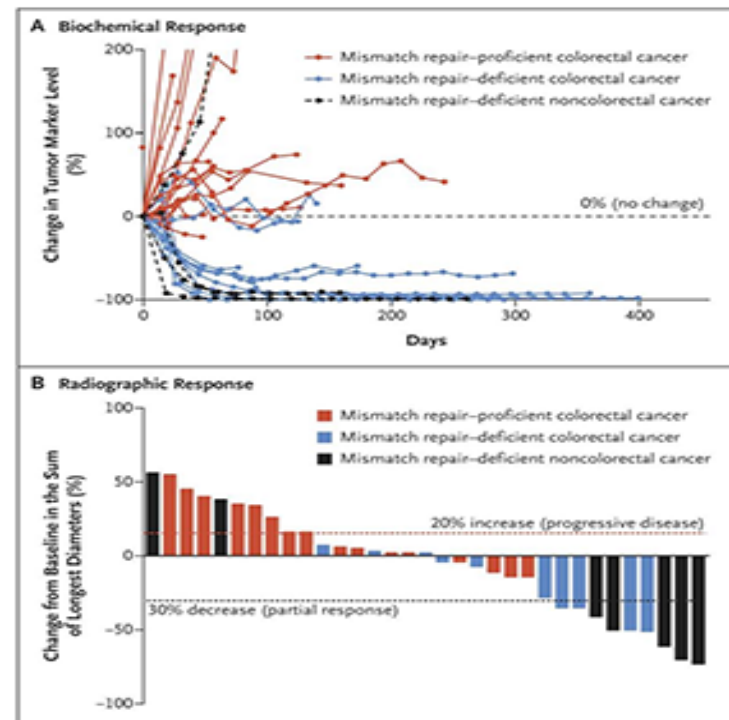 A Biochemical Response
200
100
0
−100
Change in Tumor Marker Level
(%)
Mismatch repair–proficient colorectal cancer
Mismatch repair–deficient colorectal cancer
Mismatch repair–deficient noncolorectal cancer
0% (no change)
0 100 200 300 400
Days
B Radiographic Response
100
50
0
−50
−100
Change from Baseline in the Sum
of Longest Diameters (%)
Mismatch repair–proficient colorectal cancer
Mismatch repair–deficient colorectal cancer
Mismatch repair–deficient noncolorectal cancer
20% increase (progressive disease)
30% decrease (partial response)